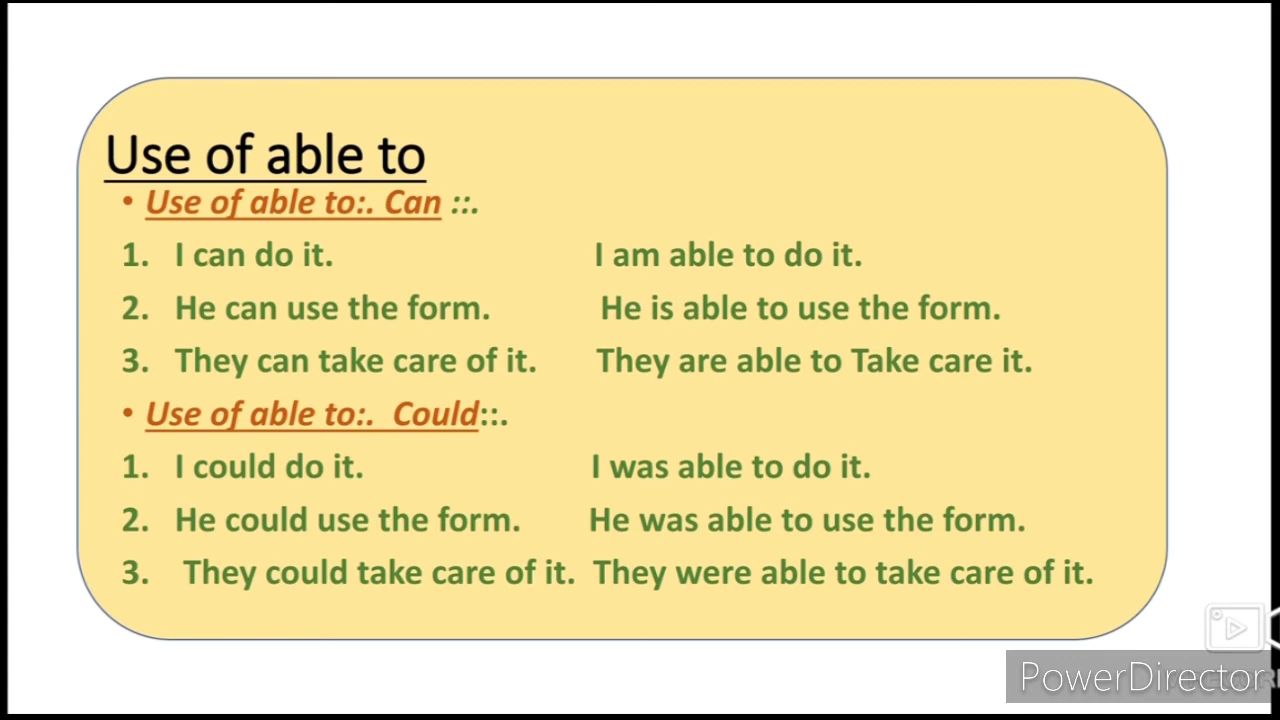 Use of able to
• Use of able to:. Can ::.
1. I can do it. I am able to do it.
2. He can use the form. He is able to use the form.
3. They can take care of it. They are able to Take care it.
• Use of able to:. Could::.
1. I could do it. I was able to do it.
2. He could use the form. He was able to use the form.
3. They could take care of it. They were able to take care of it.
PowerDirector